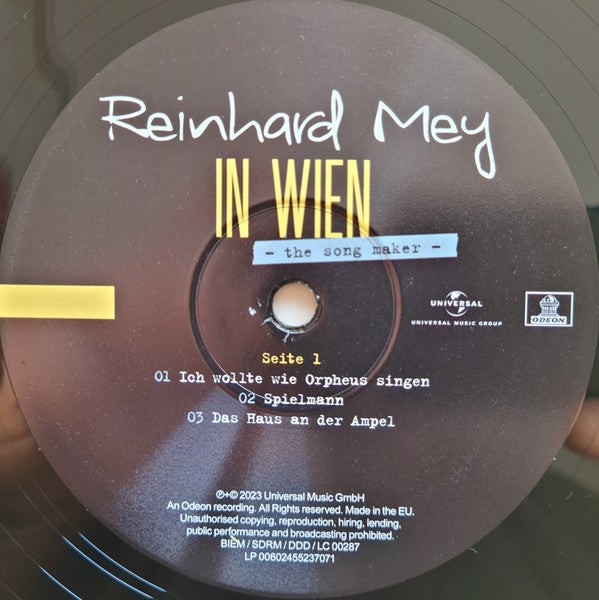 Reinhard Mey
IN WIEN
- the song maker -
UNIVERSAL
UNIVERSAL MUSIC GROUP
ODEON
Seite 1
01 Ich wollte wie Orpheus singen
02 Spielmann
03 Das Haus an der Ampel
℗+© 2023 Universal Music GmbH
An Odeon recording. All Rights reserved. Made in the EU.
Unauthorised copying, reproduction, hiring, lending,
public performance and broadcasting prohibited.
BIEM / SDRM / DDD / LC 00287
LP 00602455237071